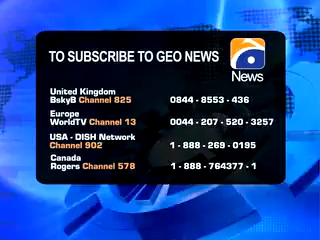 TO SUBSCRIBE TO GEO NEWS
News
United Kingdom
BskyB Channel 825 0844 - 8553 - 436
Europe
WorldTV Channel 13 0044 - 207 - 520 - 3257
USA - DISH Network
Channel 902 1 - 888 - 269 - 0195
Canada
Rogers Channel 578 1 - 888 - 764377 - 1